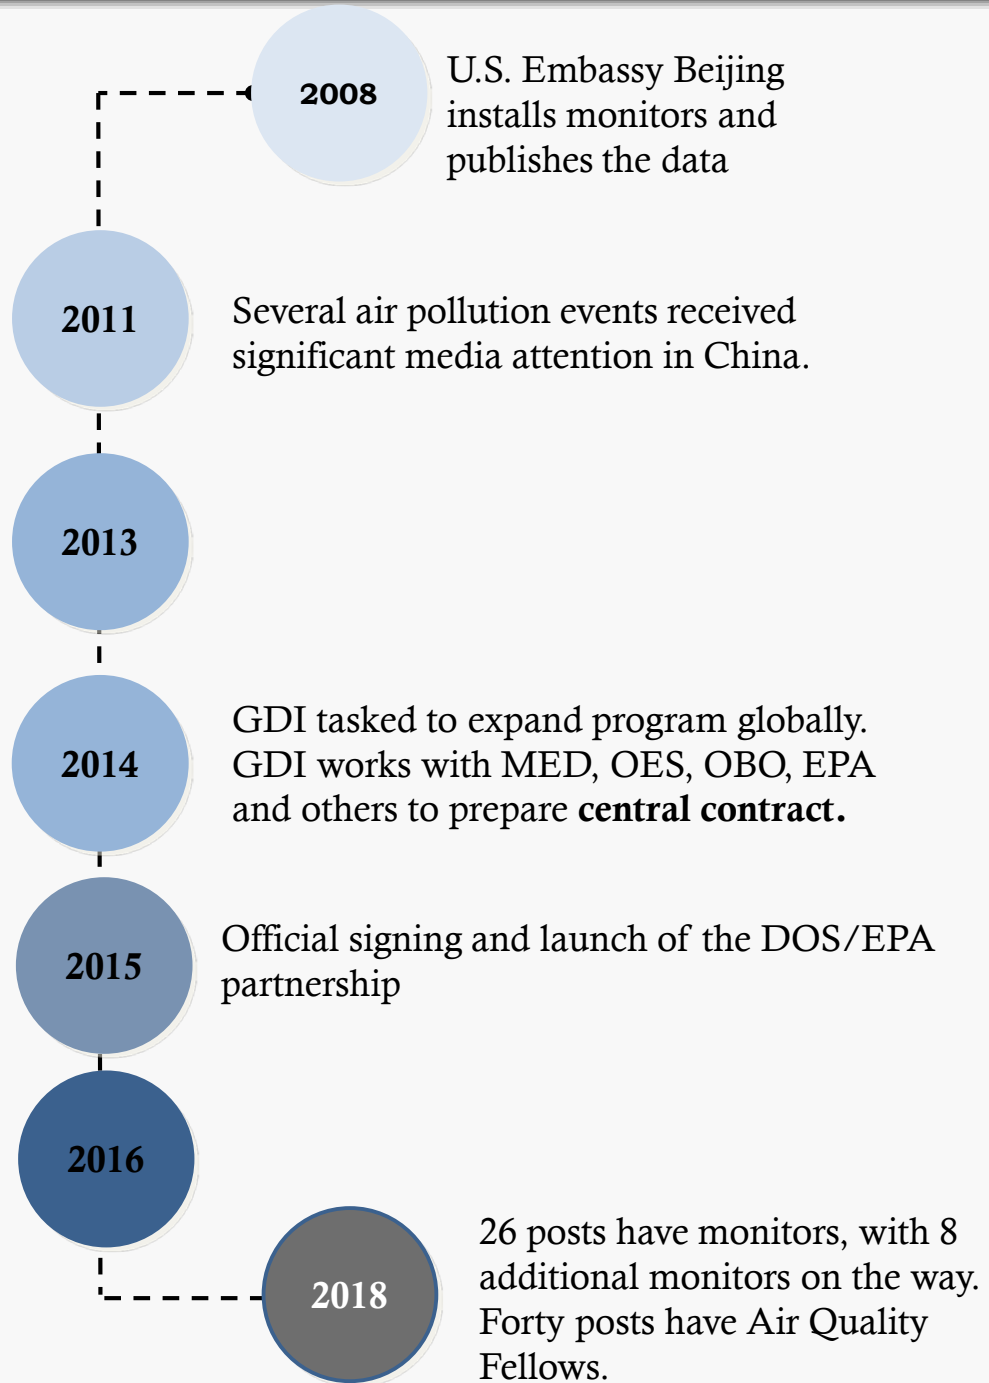 2008
U.S. Embassy Beijing
installs monitors and
publishes the data
2011
Several air pollution events received
significant media attention in China.
2013
2014
GDI tasked to expand program globally.
GDI works with MED, OES, OBO, EPA
and others to prepare central contract.
2015
Official signing and launch of the DOS/EPA
partnership
2016
2018
26 posts have monitors, with 8
additional monitors on the way.
Forty posts have Air Quality
Fellows.